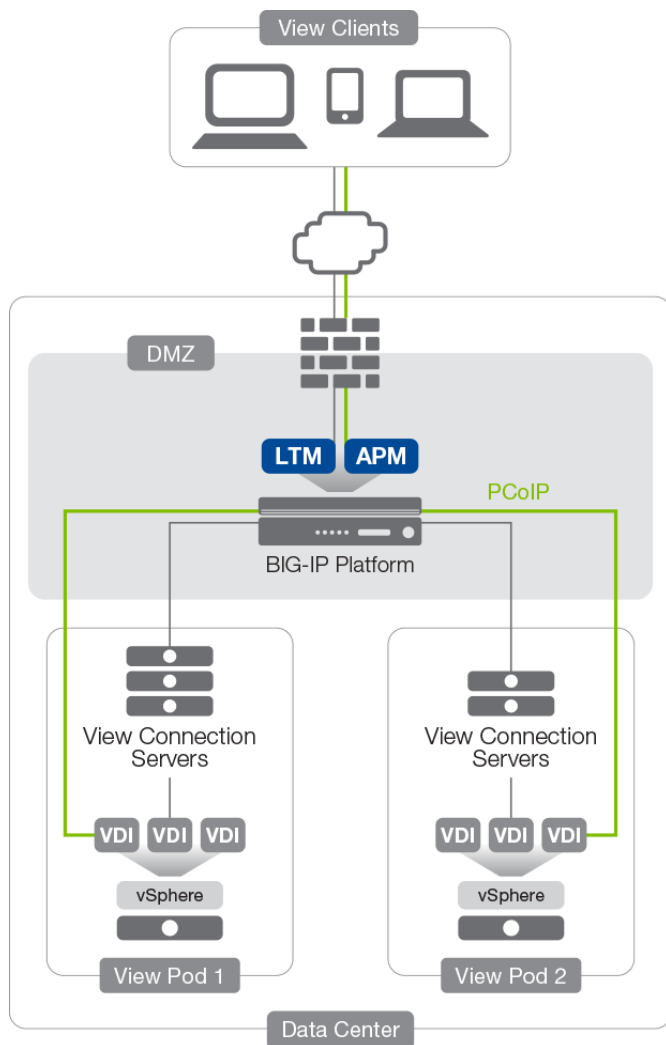 View Clients
DMZ
LTM APM
PCoIP
BIG-IP Platform
View Connection
Servers
View Connection
Servers
VDI VDI VDI
VDI VDI VDI
vSphere
vSphere
View Pod 1
View Pod 2
Data Center